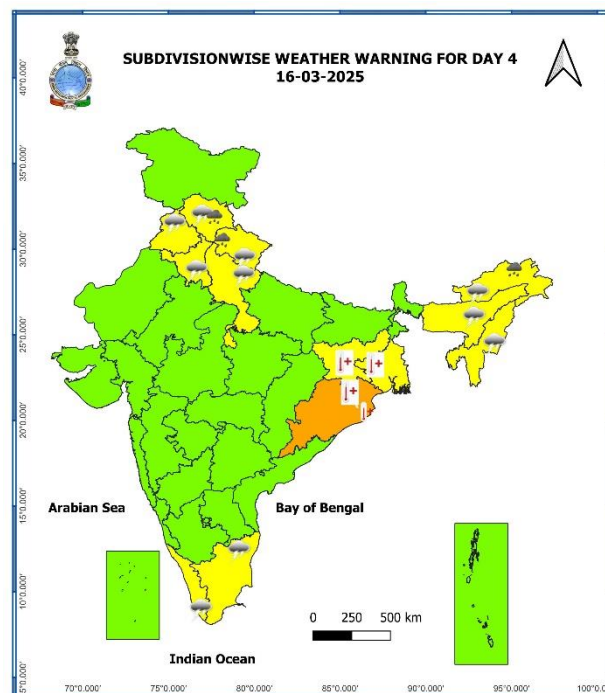 SUBDIVISIONWISE WEATHER WARNING FOR DAY 4
16-03-2025
40°0.000'
35°0.000'
30°0.000'
25°0.000'
20°0.000'
15°0.000'
10°0.000'
5°0.000'
Arabian Sea
Bay of Bengal
0 250 500 km
Indian Ocean
70°0.000' 75°0.000' 80°0.000' 85°0.000' 90°0.000' 95°0.000' 100°0.0